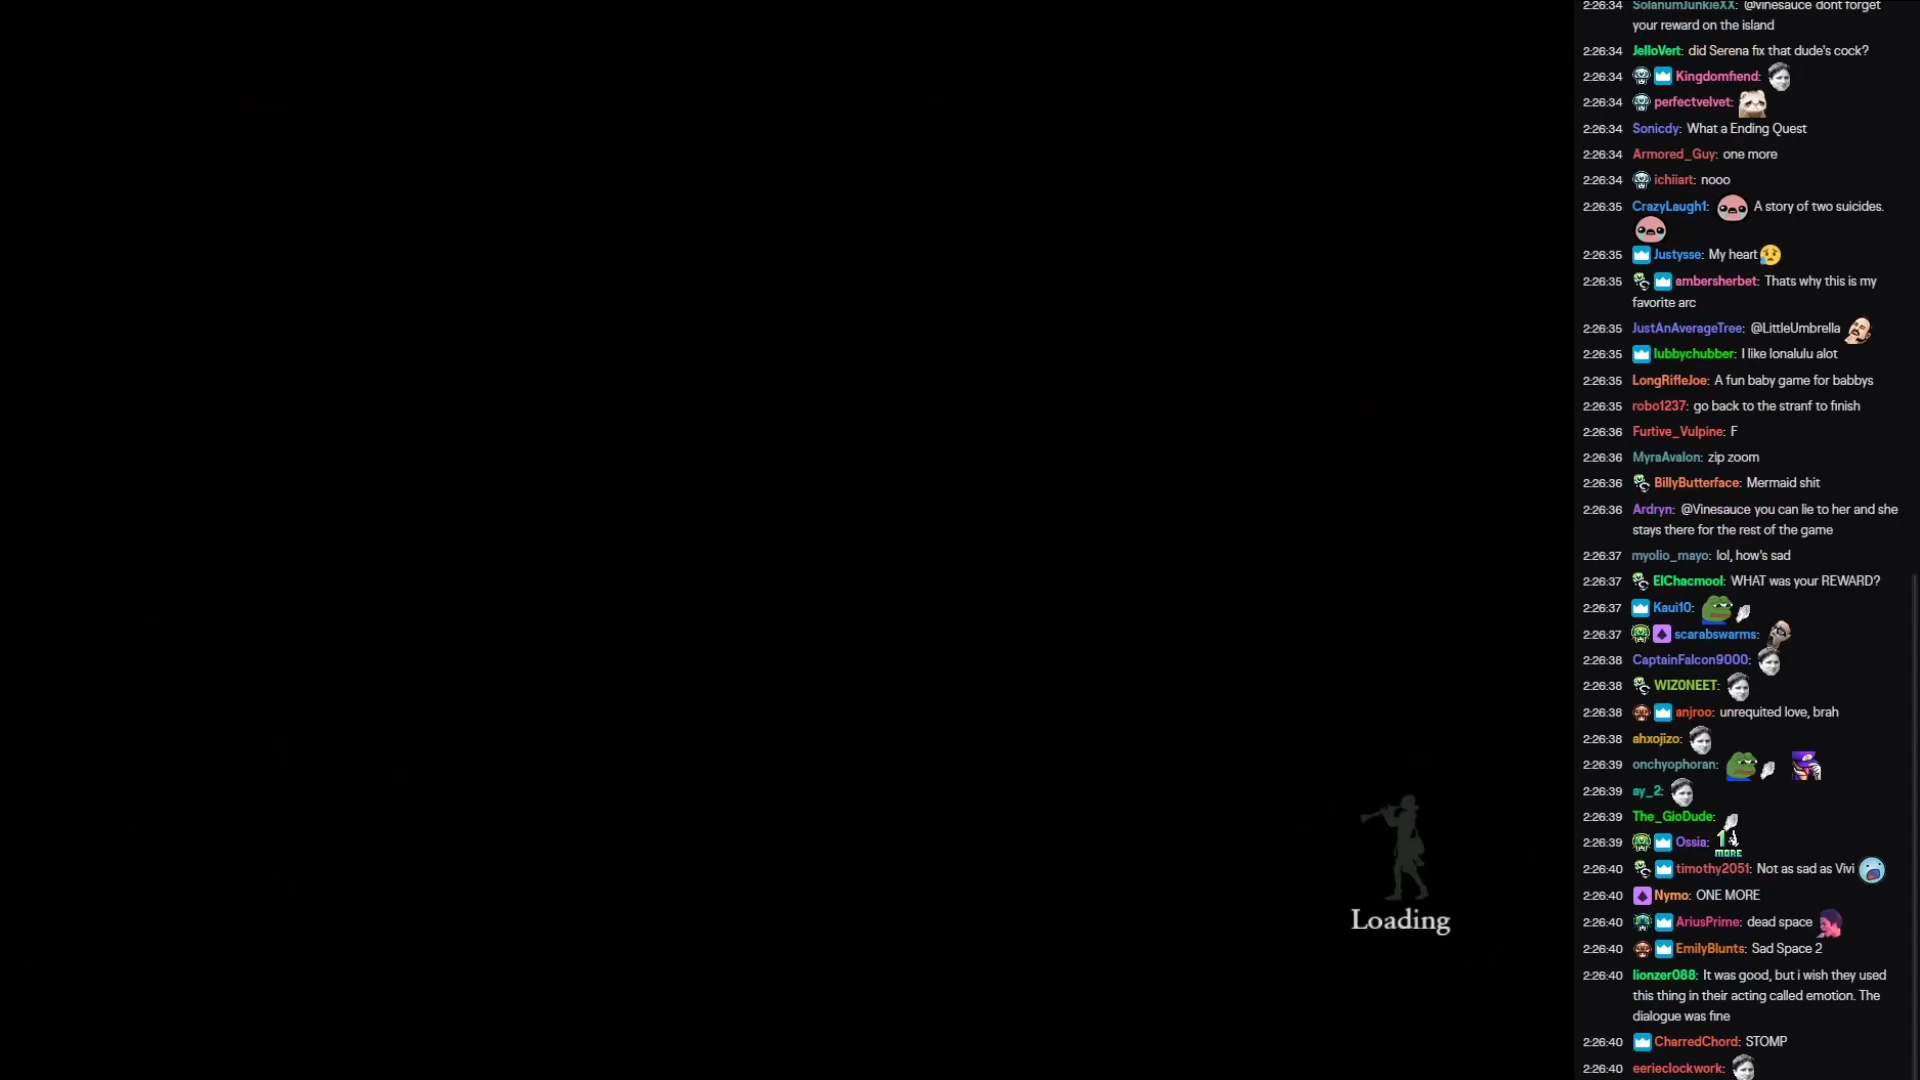 2:26:34 SolanumJunkieXX: @vinesauce dont forget
your reward on the island
2:26:34 JelloVert: did Serena fix that dude's cock?
2:26:34 Kingdomfiend:
2:26:34 perfectvelvet:
2:26:34 Sonicdy: What a Ending Quest
2:26:34 Armored_Guy: one more
2:26:34 ichiiart: nooo
2:26:35 CrazyLaugh1: A story of two suicides.
2:26:35 Justysse: My heart
2:26:35 ambersherbet: Thats why this is my
favorite arc
2:26:35 JustAnAverageTree: @LittleUmbrella
2:26:35 lubbychubber: I like lonalulu alot
2:26:35 LongRifleJoe: A fun baby game for babbys
2:26:35 robo1237: go back to the stranf to finish
2:26:36 Furtive_Vulpine: F
2:26:36 MyraAvalon: zip zoom
2:26:36 BillyButterface: Mermaid shit
2:26:36 Ardryn: @Vinesauce you can lie to her and she
stays there for the rest of the game
2:26:37 myolio_mayo: lol, how's sad
2:26:37 ElChacmool: WHAT was your REWARD?
2:26:37 Kaui10:
2:26:37 scarabswarms:
2:26:38 CaptainFalcon9000:
2:26:38 WIZ0NEET:
2:26:38 anjroo: unrequited love, brah
2:26:38 ahxojizo:
2:26:39 onchyophoran:
2:26:39 ay_2:
2:26:39 The_GioDude:
2:26:39 Ossia: 1 MORE
2:26:40 timothy2051: Not as sad as Vivi
2:26:40 Nymo: ONE MORE
2:26:40 AriusPrime: dead space
2:26:40 EmilyBlunts: Sad Space 2
2:26:40 lionzer088: It was good, but i wish they used
this thing in their acting called emotion. The
dialogue was fine
2:26:40 CharredChord: STOMP
2:26:40 eerieclockwork:
Loading